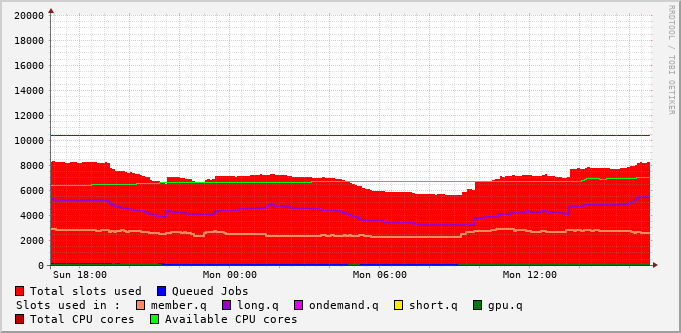 20000
18000
16000
14000
12000
10000
8000
6000
4000
2000
0
Sun 18:00 Mon 00:00 Mon 06:00 Mon 12:00
RRDTOOL / TOBI OETIKER
Total slots used Queued Jobs
Slots used in : member.q long.q ondemand.q short.q gpu.q
Total CPU cores Available CPU cores